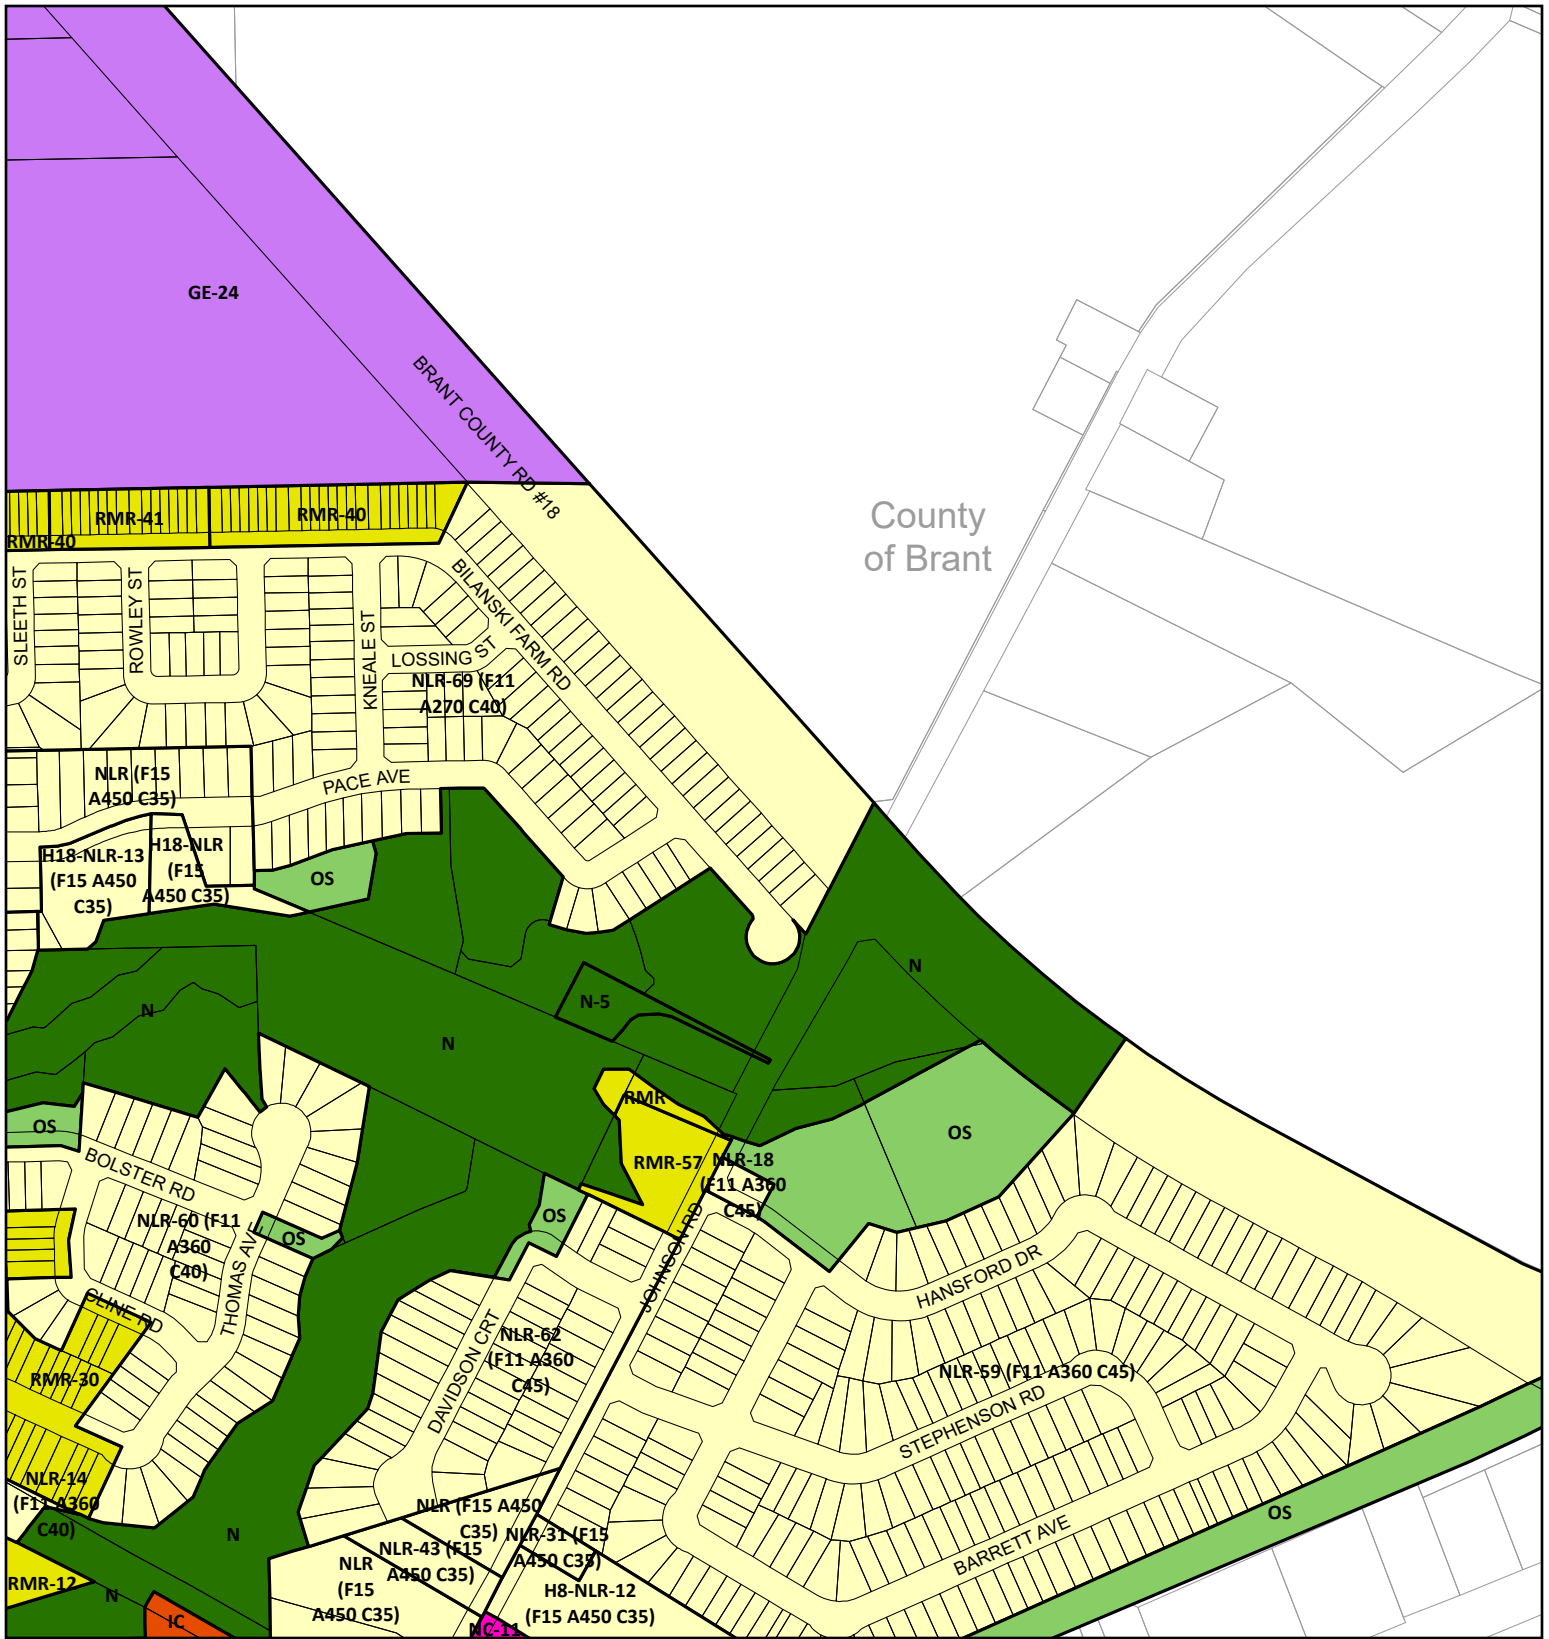 GE-24
BRANT COUNTY RD #18
County
of Brant
RMR-41
RMR-40
RMR-40
SLEETH ST
ROWLEY ST
KNEALE ST
LOSSING ST
BILANSKI FARM RD
NLR-69 (F11
A270 C40)
PACE AVE
NLR (F15
A450 C35)
H18-NLR-13
(F15 A450
C35)
H18-NLR
(F15
A450 C35)
OS
N
N-5
N
N
OS
RMR
RMR-57
NLR-18
(F11 A360
C45)
OS
BOLSTER RD
NLR-60 (F11
A360
C40)
THOMAS AVE
OS
OS
JOHNSON RD
HANSFORD DR
CLINE RD
RMR-30
DAVIDSON CRT
NLR-62
(F11 A360
C45)
NLR-59 (F11 A360 C45)
STEPHENSON RD
NLR-14
(F11 A360
C40)
N
NLR (F15 A450
C35)
NLR-43 (F15
A450 C35)
NLR-31 (F15
A450 C35)
NLR
(F15
A450 C35)
H8-NLR-12
(F15 A450 C35)
BARRETT AVE
OS
RMR-12
N
IC
NC-11